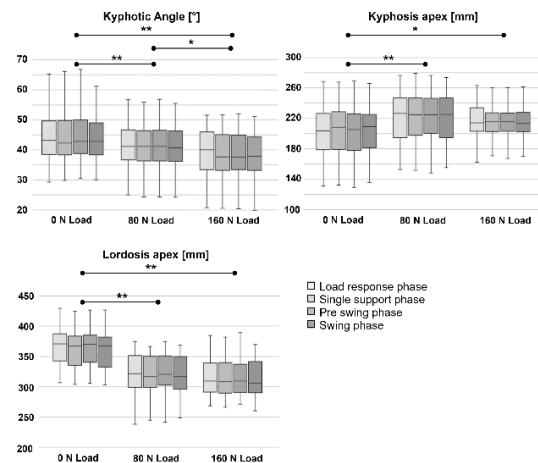 Kyphotic Angle [°]
**
*
**
70
60
50
40
30
20
0 N Load 80 N Load 160 N Load
Kyphosis apex [mm]
*
**
300
260
220
180
140
100
0 N Load 80 N Load 160 N Load
Lordosis apex [mm]
**
**
450
400
350
300
250
200
0 N Load 80 N Load 160 N Load
Load response phase
Single support phase
Pre swing phase
Swing phase